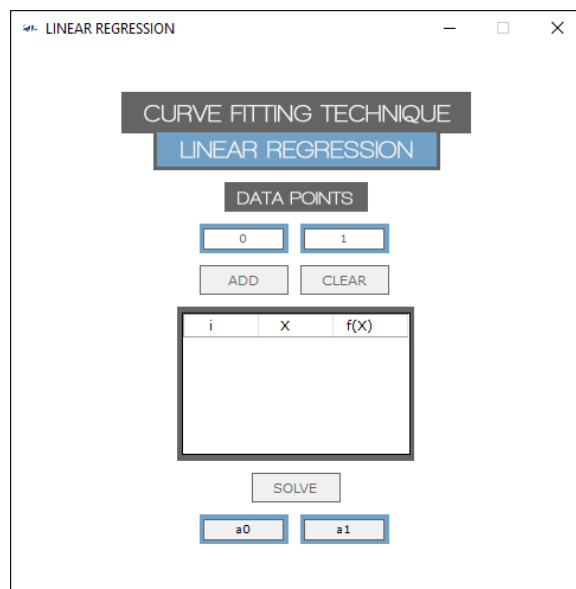 LINEAR REGRESSION
CURVE FITTING TECHNIQUE
LINEAR REGRESSION
DATA POINTS
0 1
ADD CLEAR
i X f(X)
SOLVE
a0 a1